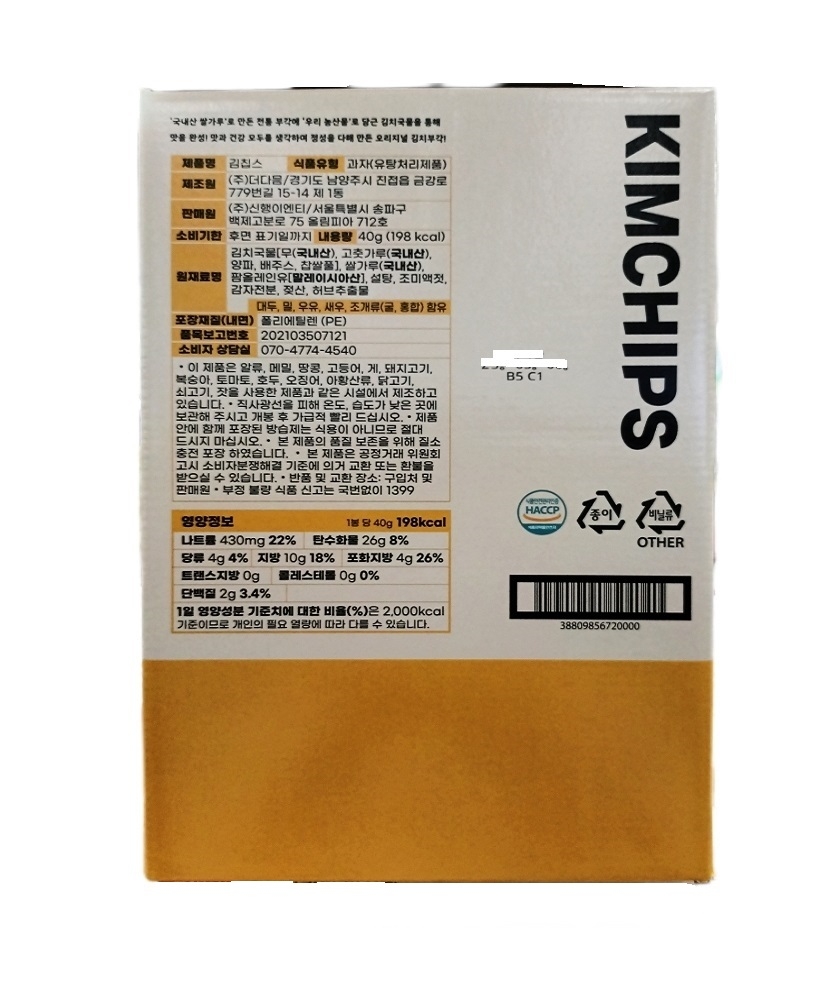 '국내산 쌀가루'로 만든 전통 부각에 '우리 농산물'로 담근 김치국물을 통해
맛을 완성! 맛과 건강 모두를 생각하며 정성을 다해 만든 오리지널 김치부각!
제품명 김칩스 식품유형 과자(유탕처리제품)
제조원 (주)더다믐/경기도 남양주시 진접읍 금강로
779번길 15-14 제 1동
판매원 (주)신행이엔티/서울특별시 송파구
백제고분로 75 올림피아 712호
소비기한 후면 표기일까지 내용량 40g (198 kcal)
원재료명 김치국물[무(국내산), 고춧가루(국내산),
양파, 배주스, 찹쌀풀], 쌀가루(국내산),
팜올레인유[말레이시아산], 설탕, 조미액젓,
감자전분, 젖산, 허브추출물
대두, 밀, 우유, 새우, 조개류(굴, 홍합) 함유
포장재질(내면) 폴리에틸렌 (PE)
품목보고번호 202103507121
소비자 상담실 070-4774-4540
• 이 제품은 알류, 메밀, 땅콩, 고등어, 게, 돼지고기,
복숭아, 토마토, 호두, 오징어, 아황산류, 닭고기,
쇠고기, 잣을 사용한 제품과 같은 시설에서 제조하고
있습니다. • 직사광선을 피해 온도, 습도가 낮은 곳에
보관해 주시고 개봉 후 가급적 빨리 드십시오. • 제품
안에 함께 포장된 방습제는 식용이 아니므로 절대
드시지 마십시오. • 본 제품의 품질 보존을 위해 질소
충전 포장 하였습니다. • 본 제품은 공정거래 위원회
고시 소비자분쟁해결 기준에 의거 교환 또는 환불을
받으실 수 있습니다. • 반품 및 교환 장소: 구입처 및
판매원 • 부정 불량 식품 신고는 국번없이 1399
영양정보 1봉 당 40g 198kcal
나트륨 430mg 22% 탄수화물 26g 8%
당류 4g 4% 지방 10g 18% 포화지방 4g 26%
트랜스지방 0g 콜레스테롤 0g 0%
단백질 2g 3.4%
1일 영양성분 기준치에 대한 비율(%)은 2,000kcal
기준이므로 개인의 필요 열량에 따라 다를 수 있습니다.
KIMCHIPS
B5 C1
HACCP
종이
비닐류
OTHER
38809856720000